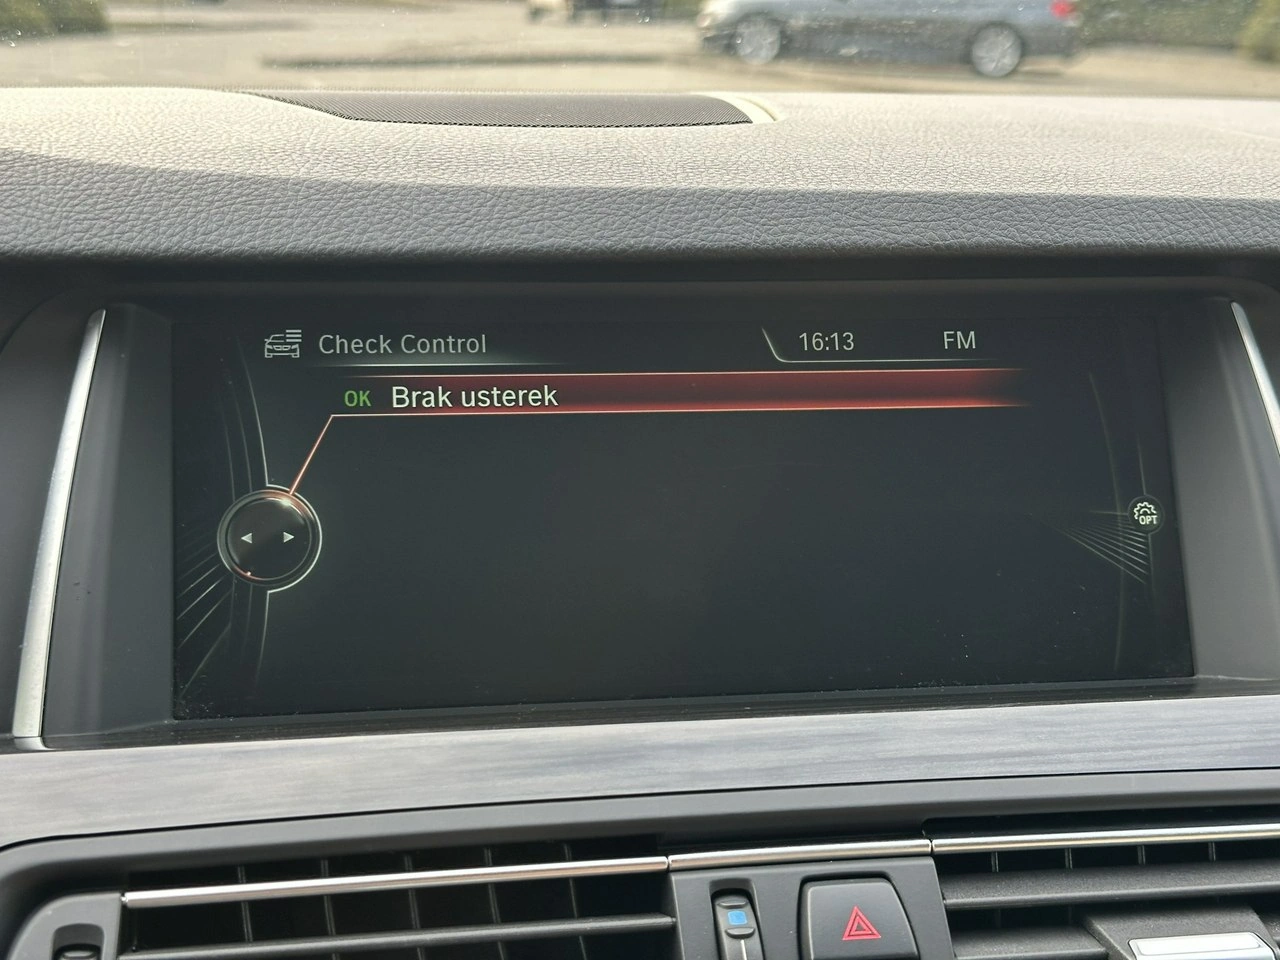 Check Control 16:13 FM
OK Brak usterek
OPT